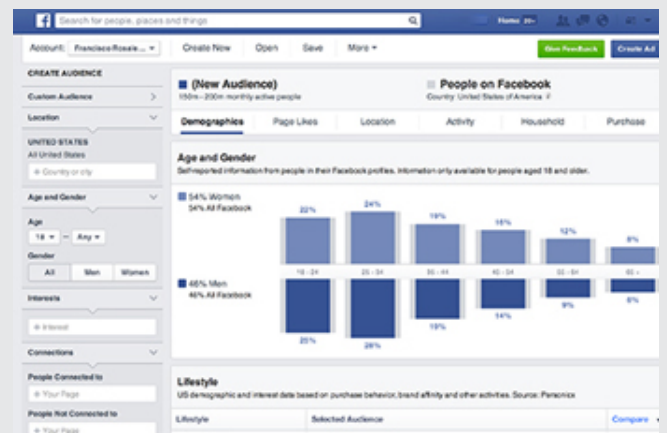 Search for people, places and things
Home 20+
Account: Francisco Rosale...
Create New Open Save More
Give Feedback Create Ad
CREATE AUDIENCE
Custom Audience
Location
UNITED STATES
All United States
+ Country or city
Age and Gender
Age
18 – Any
Gender
All Men Women
Interests
+ Interest
Connections
People Connected to
+ Your Page
People Not Connected to
+ Your Page
(New Audience)
150m - 200m monthly active people
People on Facebook
Country: United States of America
Demographics Page Likes Location Activity Household Purchase
Age and Gender
Self-reported information from people in their Facebook profiles. Information only available for people aged 18 and older.
54% Women
54% All Facebook
22% 24% 19% 16% 12% 8%
18 - 24 25 - 34 35 - 44 45 - 54 55 - 64 65 +
46% Men
46% All Facebook
25% 28% 19% 14% 9% 6%
Lifestyle
US demographic and interest data based on purchase behavior, brand affinity and other activities. Source: Personicx
Lifestyle Selected Audience Compare